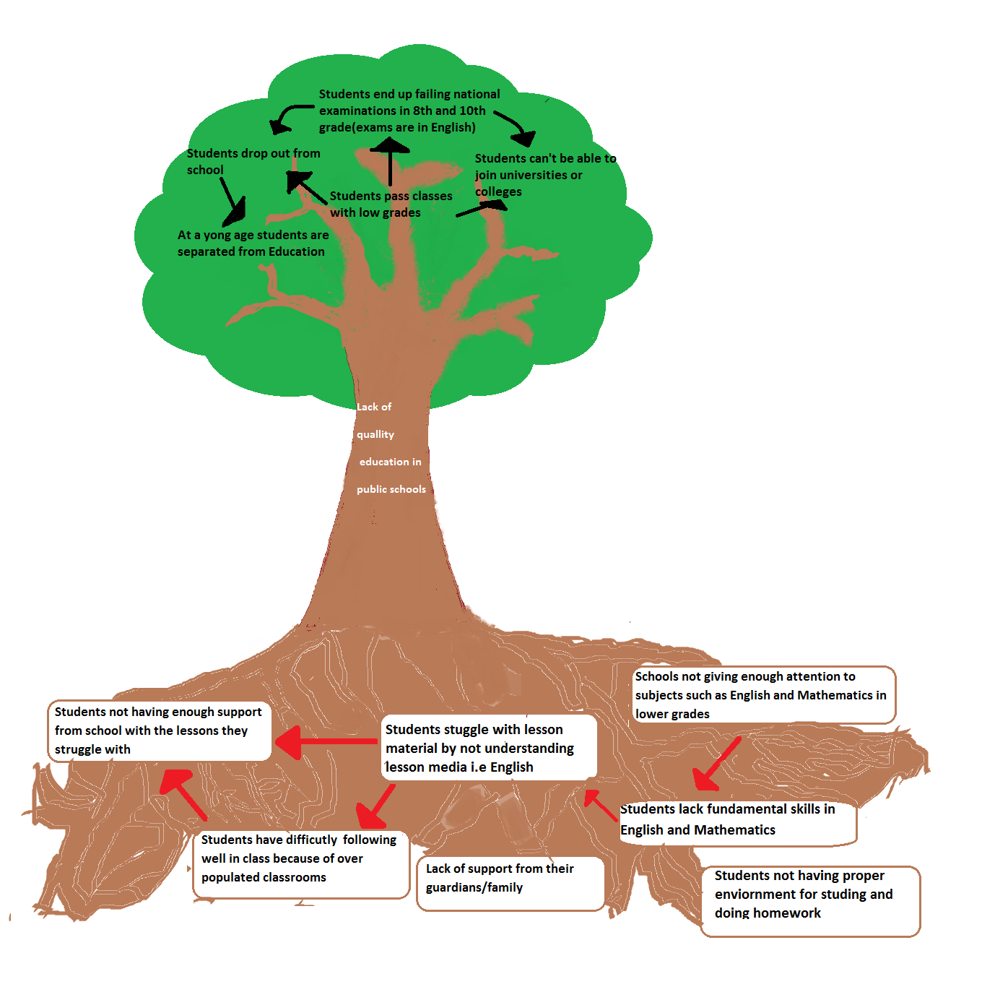 Students end up failing national
examinations in 8th and 10th
grade(exams are in English)
Students drop out from
school
Students can't be able to
join universities or
colleges
Students pass classes
with low grades
At a yong age students are
separated from Education
Lack of
quallity
education in
public schools
Schools not giving enough attention to
subjects such as English and Mathematics in
lower grades
Students not having enough support
from school with the lessons they
struggle with
Students stuggle with lesson
material by not understanding
lesson media i.e English
Students lack fundamental skills in
English and Mathematics
Students have difficutly following
well in class because of over
populated classrooms
Lack of support from their
guardians/family
Students not having proper
enviornment for studing and
doing homework